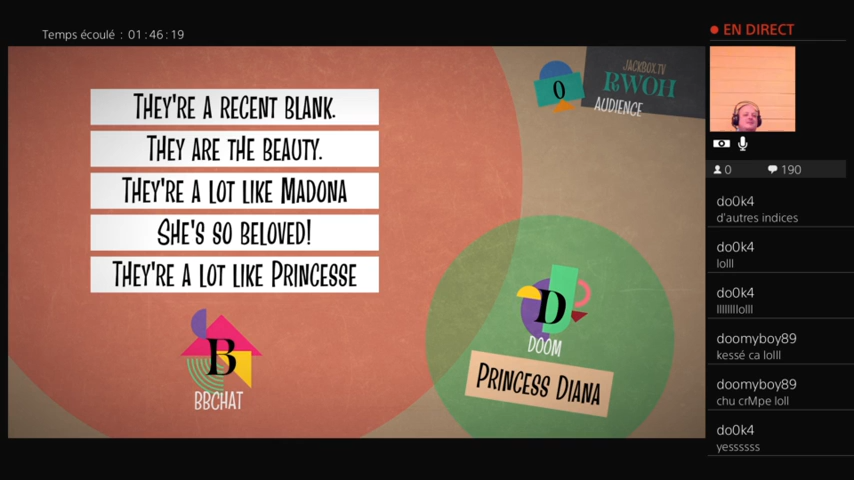 Temps écoulé : 01:46:19
EN DIRECT
THEY'RE A RECENT BLANK.
THEY ARE THE BEAUTY.
THEY'RE A LOT LIKE MADONA
SHE'S SO BELOVED!
THEY'RE A LOT LIKE PRINCESSE
B
BBCHAT
0
JACKBOX.TV
RWOH
AUDIENCE
D
DOOM
PRINCESS DIANA
0
190
do0k4
d'autres indices
do0k4
lolll
do0k4
lllllllolll
doomyboy89
kessé ca lolll
doomyboy89
chu crMpe loll
do0k4
yessssss